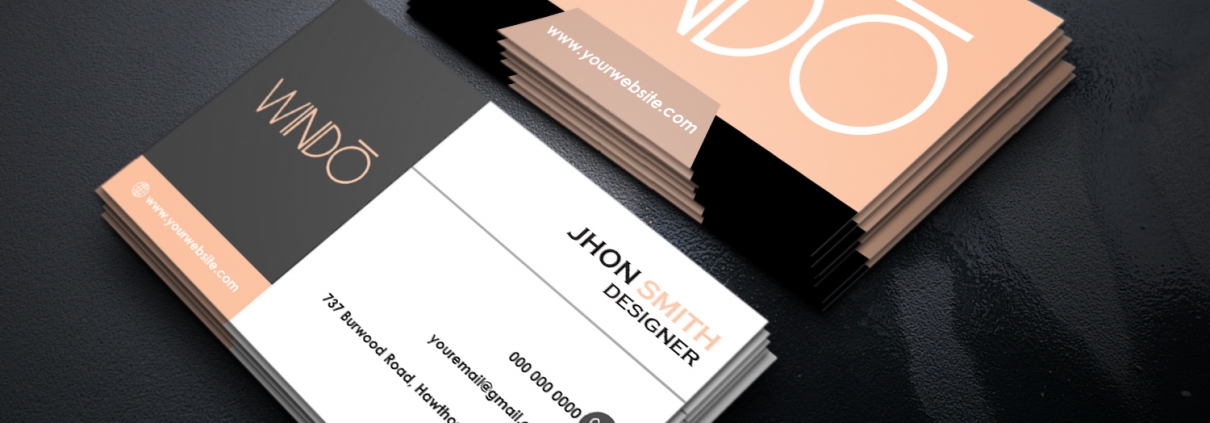 WINDŌ
www.yourwebsite.com
WINDŌ
www.yourwebsite.com
JHON SMITH
DESIGNER
000 000 0000
youremail@gmail.c
737 Burwood Road, Hawtho